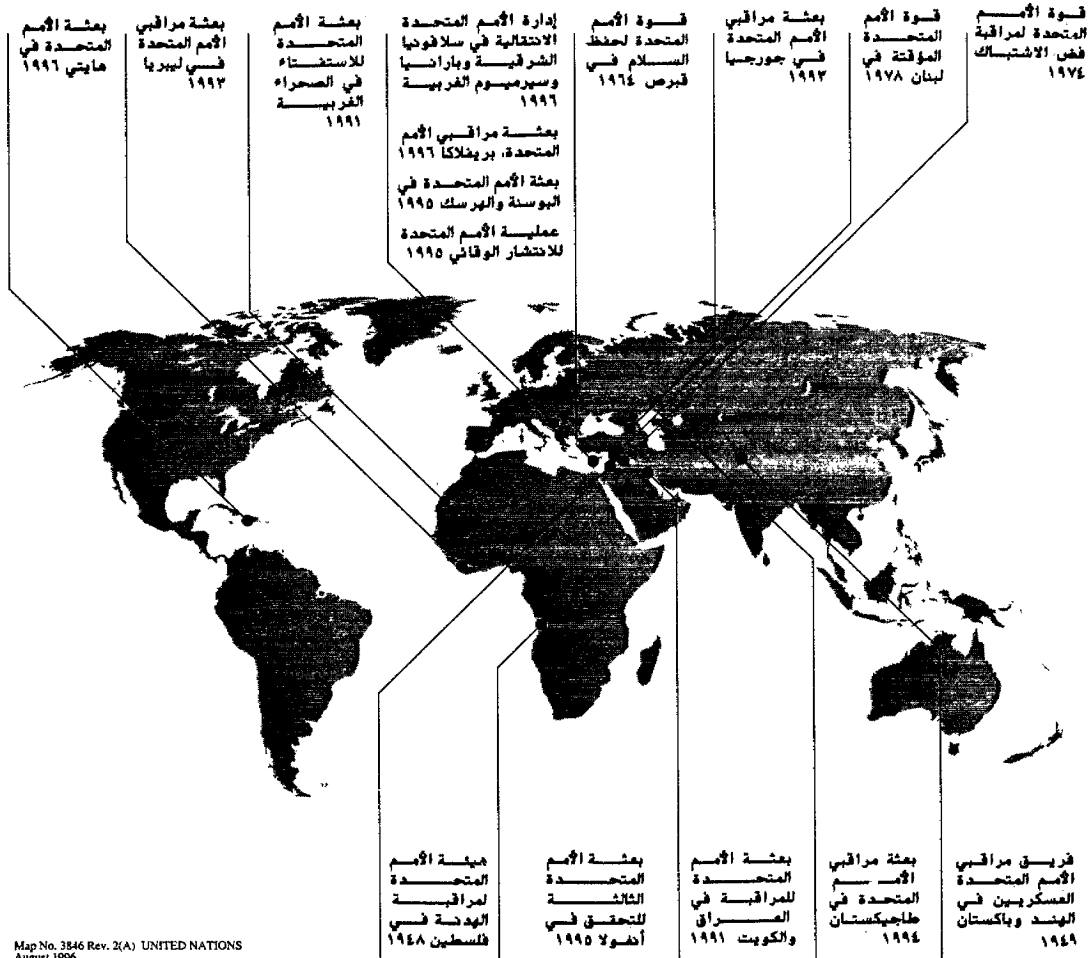 قوة الأمم
المتحدة لمراقبة
فض الاشتباك
١٩٧٤
قوة الأمم
المتحدة
المؤقتة في
لبنان ١٩٧٨
بعثة مراقبي
الأمم المتحدة
في جورجيا
١٩٩٣
قوة الأمم
المتحدة لحفظ
السلام في
قبرص ١٩٦٤
إدارة الأمم المتحدة
الانتقالية في سلافونيا
الشرقية وبارانيا
وسيرميوم الغربية
١٩٩٦
بعثة مراقبي الأمم
المتحدة، بريفلاكا ١٩٩٦
بعثة الأمم المتحدة في
البوسنة والهرسك ١٩٩٥
عملية الأمم المتحدة
للانتشار الوقائي ١٩٩٥
بعثة الأمم
المتحدة
للاستفتاء
في الصحراء
الغربية
١٩٩١
بعثة مراقبي
الأمم المتحدة
في ليبريا
١٩٩٣
بعثة الأمم
المتحدة في
هايتي ١٩٩٦
فريق مراقبي
الأمم المتحدة
العسكريين في
الهند وباكستان
١٩٤٩
بعثة مراقبي
الأمم
المتحدة في
طاجيكستان
١٩٩٤
بعثة الأمم
المتحدة
للمراقبة في
العراق
والكويت ١٩٩١
بعثة الأمم
المتحدة
الثالثة
للتحقق في
أنغولا ١٩٩٥
هيئة الأمم
المتحدة
لمراقبة
الهدنة في
فلسطين ١٩٤٨
Map No. 3846 Rev. 2(A) UNITED NATIONS
August 1996